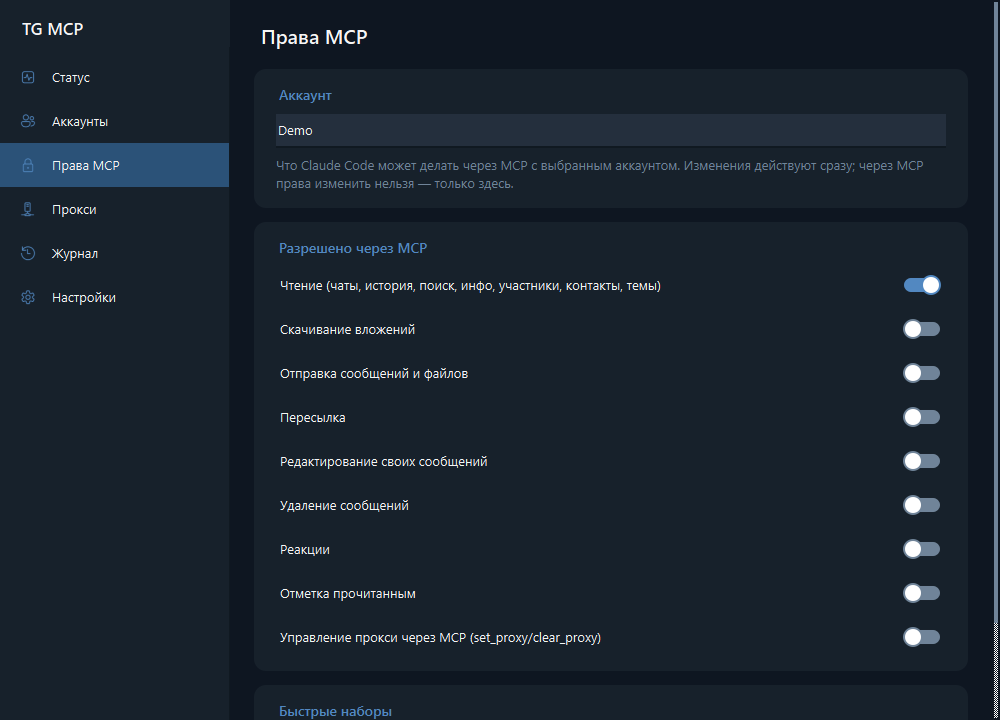 TG MCP
Статус
Аккаунты
Права MCP
Прокси
Журнал
Настройки
Права MCP
Аккаунт
Demo
Что Claude Code может делать через MCP с выбранным аккаунтом. Изменения действуют сразу; через MCP
права изменить нельзя — только здесь.
Разрешено через MCP
Чтение (чаты, история, поиск, инфо, участники, контакты, темы)
Скачивание вложений
Отправка сообщений и файлов
Пересылка
Редактирование своих сообщений
Удаление сообщений
Реакции
Отметка прочитанным
Управление прокси через MCP (set_proxy/clear_proxy)
Быстрые наборы